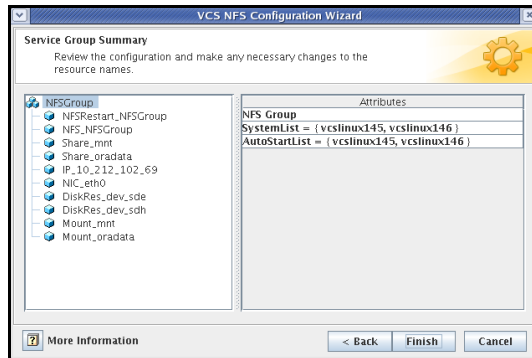 VCS NFS Configuration Wizard
Service Group Summary
Review the configuration and make any necessary changes to the
resource names.
NFSGroup
NFSRestart_NFSGroup
NFS_NFSGroup
Share_mnt
Share_oradata
IP_10_212_102_69
NIC_eth0
DiskRes_dev_sde
DiskRes_dev_sdh
Mount_mnt
Mount_oradata
Attributes
NFS Group
SystemList = { vcslinux145, vcslinux146 }
AutoStartList = { vcslinux145, vcslinux146 }
? More Information
< Back
Finish
Cancel